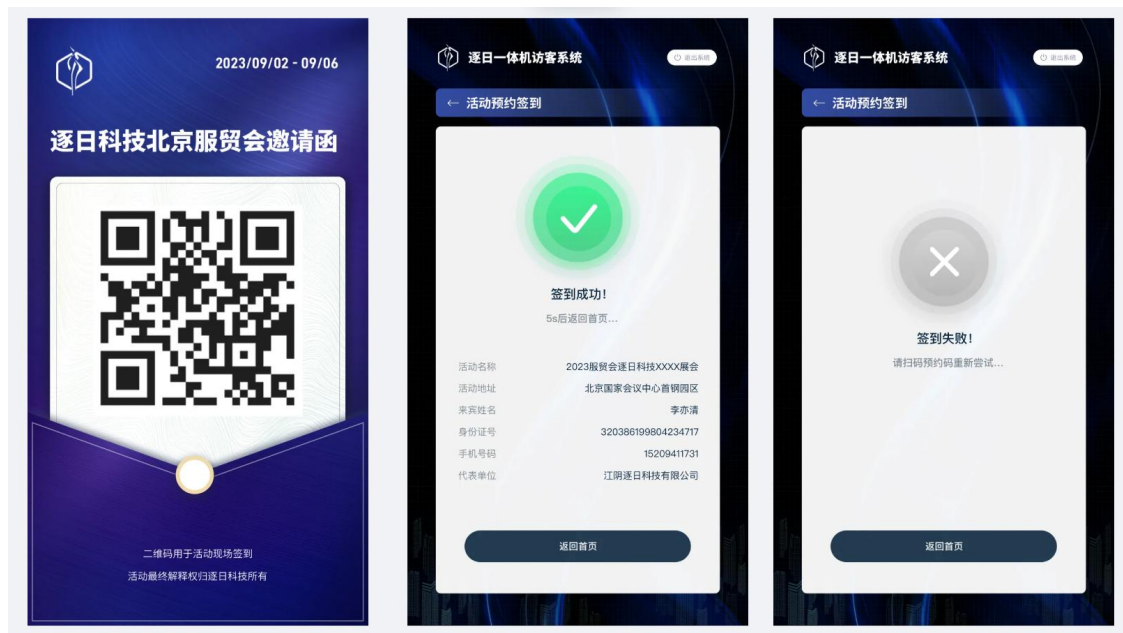 2023/09/02 - 09/06
逐日科技北京服贸会邀请函
二维码用于活动现场签到
活动最终解释权归逐日科技所有
逐日一体机访客系统
退出系统
← 活动预约签到
签到成功!
5s后返回首页...
活动名称 2023服贸会逐日科技XXXX展会
活动地址 北京国家会议中心首钢园区
来宾姓名 李亦清
身份证号 320386199804234717
手机号码 15209411731
代表单位 江阴逐日科技有限公司
返回首页
逐日一体机访客系统
退出系统
← 活动预约签到
签到失败!
请扫码预约码重新尝试...
返回首页